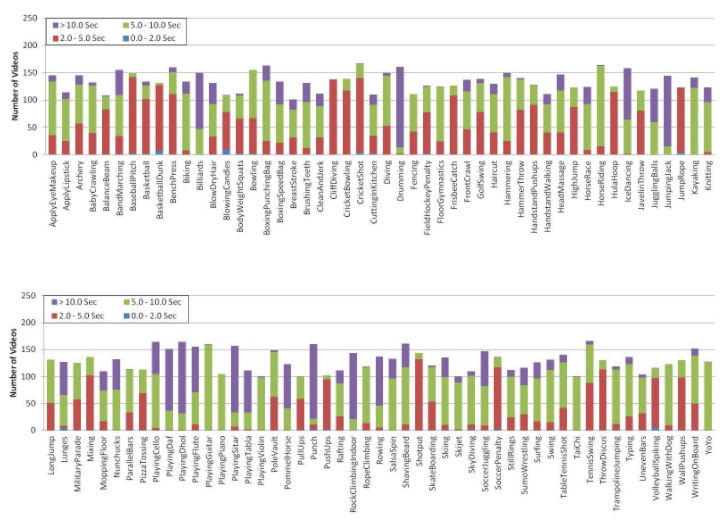 > 10.0 Sec 5.0 - 10.0 Sec
2.0 - 5.0 Sec 0.0 - 2.0 Sec
Number of Videos
250
200
150
100
50
0
ApplyEyeMakeup
ApplyLipstick
Archery
BabyCrawling
BalanceBeam
BandMarching
BaseballPitch
Basketball
BasketballDunk
BenchPress
Biking
Billiards
BlowDryHair
BlowingCandles
BodyWeightSquats
Bowling
BoxingPunchingBag
BoxingSpeedBag
BreastStroke
BrushingTeeth
CleanAndJerk
CliffDiving
CricketBowling
CricketShot
CuttingInKitchen
Diving
Drumming
Fencing
FieldHockeyPenalty
FloorGymnastics
FrisbeeCatch
FrontCrawl
GolfSwing
Haircut
Hammering
HammerThrow
HandstandPushups
HandstandWalking
HeadMassage
HighJump
HorseRace
HorseRiding
HulaHoop
IceDancing
JavelinThrow
JugglingBalls
JumpingJack
JumpRope
Kayaking
Knitting
> 10.0 Sec 5.0 - 10.0 Sec
2.0 - 5.0 Sec 0.0 - 2.0 Sec
Number of Videos
250
200
150
100
50
0
LongJump
Lunges
MilitaryParade
Mixing
MoppingFloor
Nunchucks
ParallelBars
PizzaTossing
PlayingCello
PlayingDaf
PlayingDhol
PlayingFlute
PlayingGuitar
PlayingPiano
PlayingSitar
PlayingTabla
PlayingViolin
PoleVault
PommelHorse
PullUps
Punch
PushUps
Rafting
RockClimbingIndoor
RopeClimbing
Rowing
SalsaSpin
ShavingBeard
Shotput
SkateBoarding
Skiing
Skijet
SkyDiving
SoccerJuggling
SoccerPenalty
StillRings
SumoWrestling
Surfing
Swing
TableTennisShot
TaiChi
TennisSwing
ThrowDiscus
TrampolineJumping
Typing
UnevenBars
VolleyballSpiking
WalkingWithDog
WallPushups
WritingOnBoard
YoYo